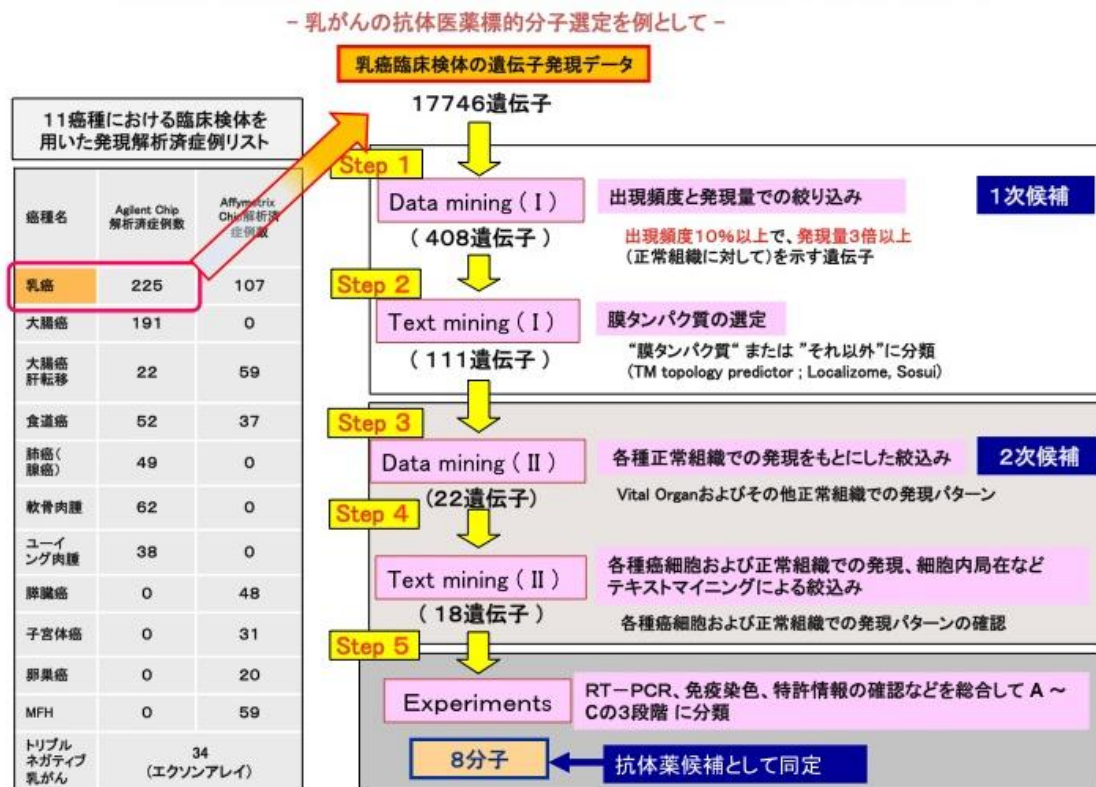 - 乳がんの抗体医薬標的分子選定を例として -
乳癌臨床検体の遺伝子発現データ
17746遺伝子
11癌種における臨床検体を
用いた発現解析済症例リスト
癌種名
Agilent Chip
解析済症例数
Affymetrix
Chip解析済
症例数
乳癌 225 107
大腸癌 191 0
大腸癌
肝転移
22 59
食道癌 52 37
肺癌(
腺癌)
49 0
軟骨肉腫 62 0
ユーイ
ング肉腫
38 0
膵臓癌 0 48
子宮体癌 0 31
卵巣癌 0 20
MFH 0 59
トリプル
ネガティブ
乳がん
34
(エクソンアレイ)
Step 1
Data mining ( I )
出現頻度と発現量での絞り込み
1次候補
( 408遺伝子 )
出現頻度10%以上で、発現量3倍以上
(正常組織に対して)を示す遺伝子
Step 2
Text mining ( I )
膜タンパク質の選定
( 111遺伝子 )
“膜タンパク質“ または ”それ以外”に分類
(TM topology predictor ; Localizome, Sosui)
Step 3
Data mining ( II )
各種正常組織での発現をもとにした絞込み
2次候補
(22遺伝子)
Vital Organおよびその他正常組織での発現パターン
Step 4
Text mining ( II )
各種癌細胞および正常組織での発現、細胞内局在など
テキストマイニングによる絞込み
( 18遺伝子 )
各種癌細胞および正常組織での発現パターンの確認
Step 5
Experiments
RT-PCR、免疫染色、特許情報の確認などを総合して A ～
Cの3段階 に分類
8分子
抗体薬候補として同定